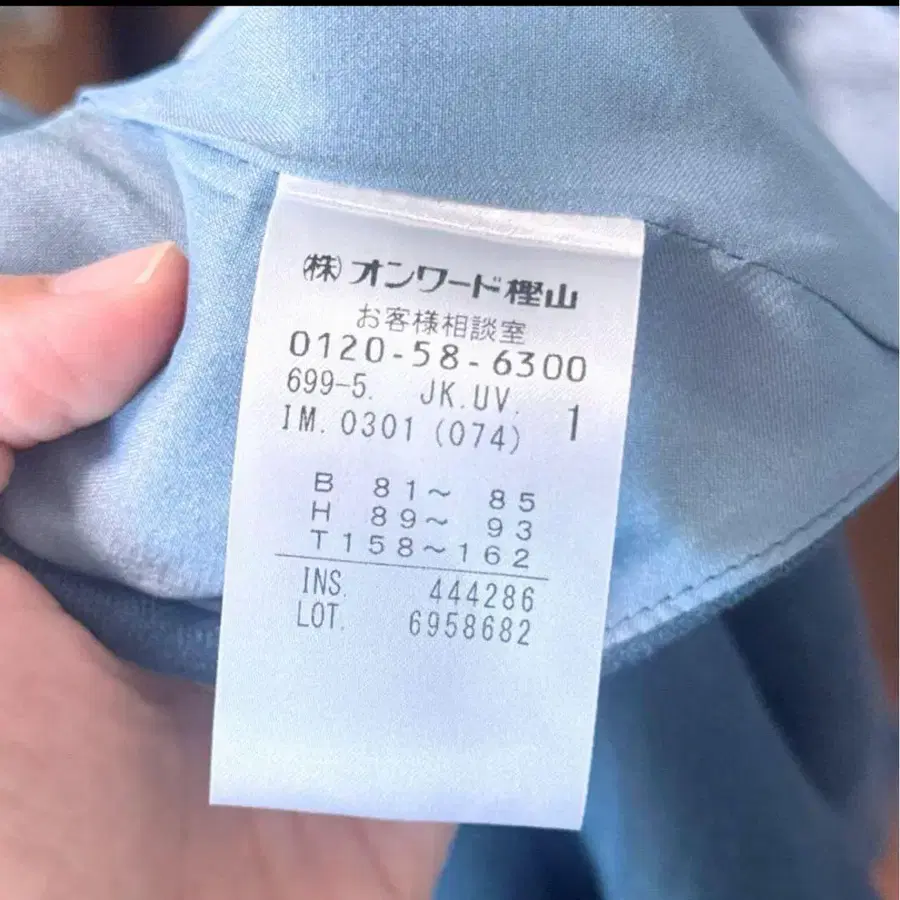 (株)オンワード樫山
お客様相談室
0120-58-6300
699-5. JK.UV. 1
IM. 0301 (074)
B 81~ 85
H 89~ 93
T158~162
INS. 444286
LOT. 6958682